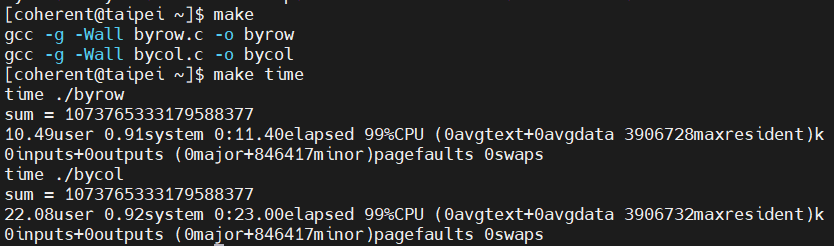 [coherent@taipei ~]$ make
gcc -g -Wall byrow.c -o byrow
gcc -g -Wall bycol.c -o bycol
[coherent@taipei ~]$ make time
time ./byrow
sum = 1073765333179588377
10.49user 0.91system 0:11.40elapsed 99%CPU (0avgtext+0avgdata 3906728maxresident)k
0inputs+0outputs (0major+846417minor)pagefaults 0swaps
time ./bycol
sum = 1073765333179588377
22.08user 0.92system 0:23.00elapsed 99%CPU (0avgtext+0avgdata 3906732maxresident)k
0inputs+0outputs (0major+846417minor)pagefaults 0swaps